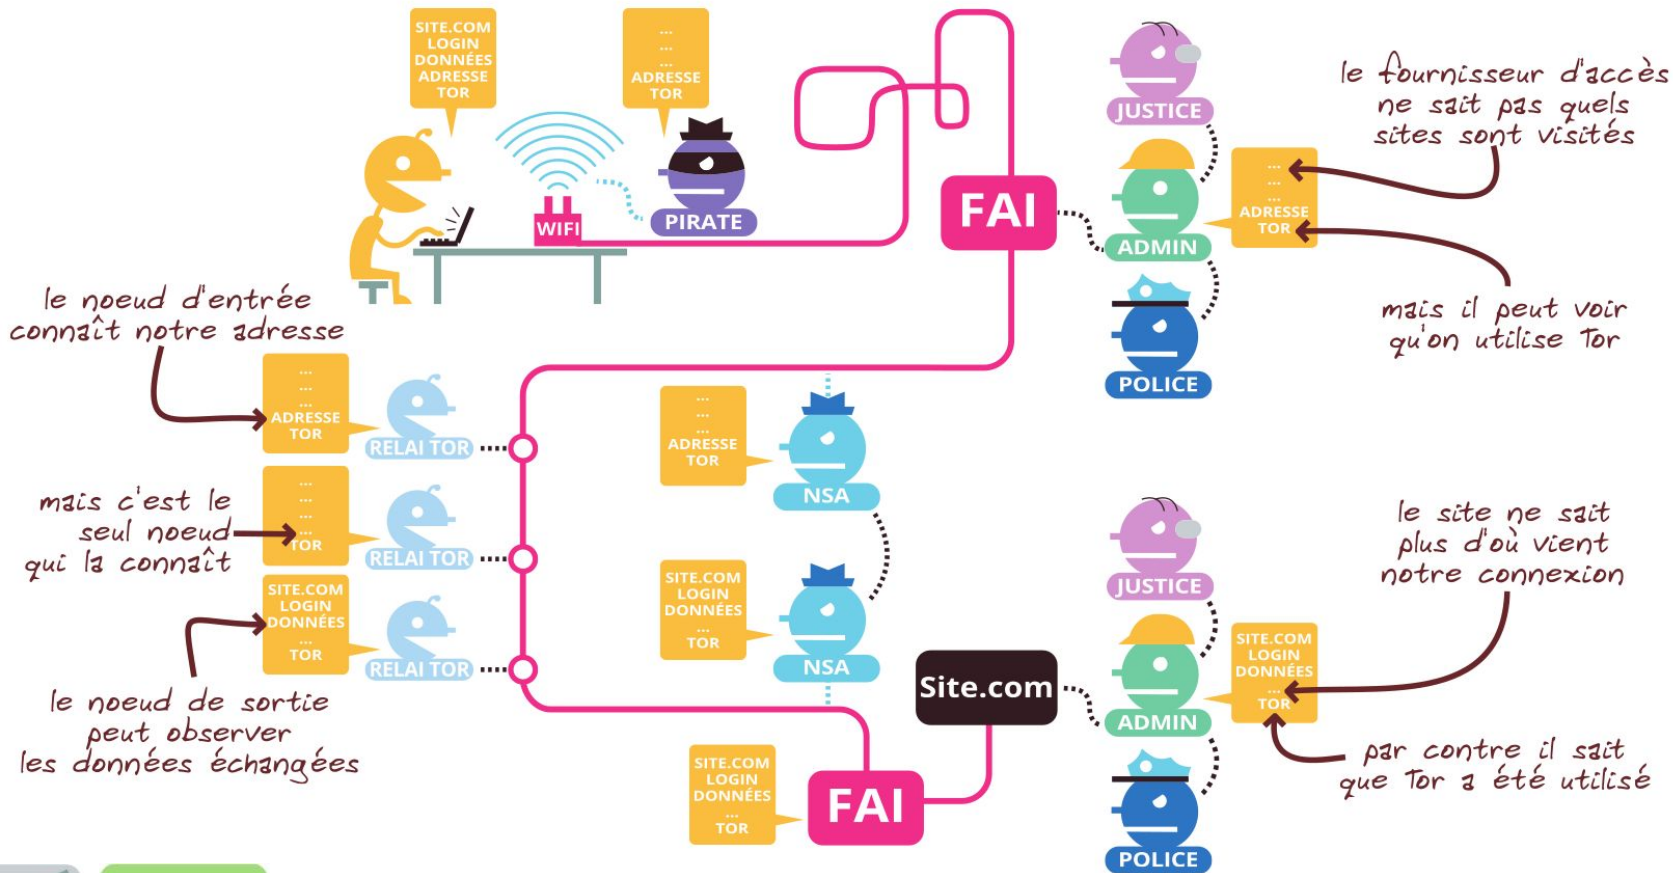 SITE.COM
LOGIN
DONNÉES
ADRESSE
TOR
...
...
...
ADRESSE
TOR
WIFI
PIRATE
FAI
JUSTICE
ADMIN
POLICE
...
...
...
ADRESSE
TOR
le fournisseur d'accès
ne sait pas quels
sites sont visités
mais il peut voir
qu'on utilise Tor
le noeud d'entrée
connaît notre adresse
...
...
...
ADRESSE
TOR
RELAI TOR
mais c'est le
seul noeud
qui la connaît
...
...
...
...
TOR
RELAI TOR
SITE.COM
LOGIN
DONNÉES
...
TOR
RELAI TOR
le noeud de sortie
peut observer
les données échangées
...
...
...
ADRESSE
TOR
NSA
SITE.COM
LOGIN
DONNÉES
...
TOR
NSA
SITE.COM
LOGIN
DONNÉES
...
TOR
FAI
Site.com
JUSTICE
ADMIN
POLICE
SITE.COM
LOGIN
DONNÉES
...
TOR
le site ne sait
plus d'où vient
notre connexion
par contre il sait
que Tor a été utilisé